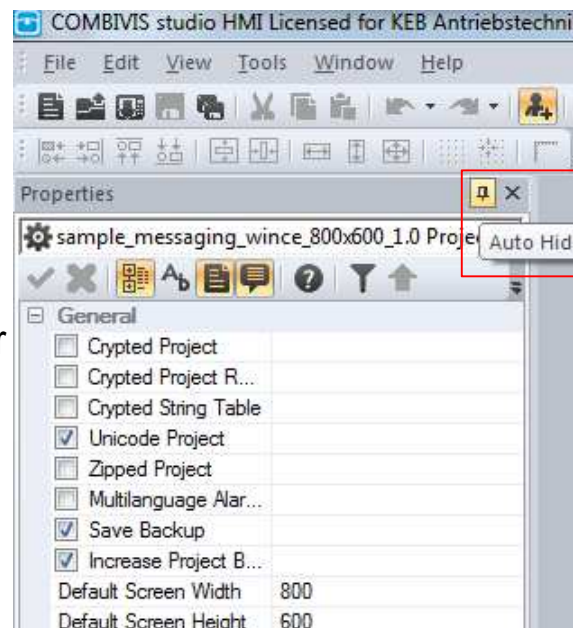 COMBIVIS studio HMI Licensed for KEB Antriebstechni
File Edit View Tools Window Help
Properties
sample_messaging_wince_800x600_1.0 Proje
Auto Hid
General
Crypted Project
Crypted Project R...
Crypted String Table
r
Unicode Project
Zipped Project
Multilanguage Alar...
Save Backup
Increase Project B...
Default Screen Width 800
Default Screen Height 600